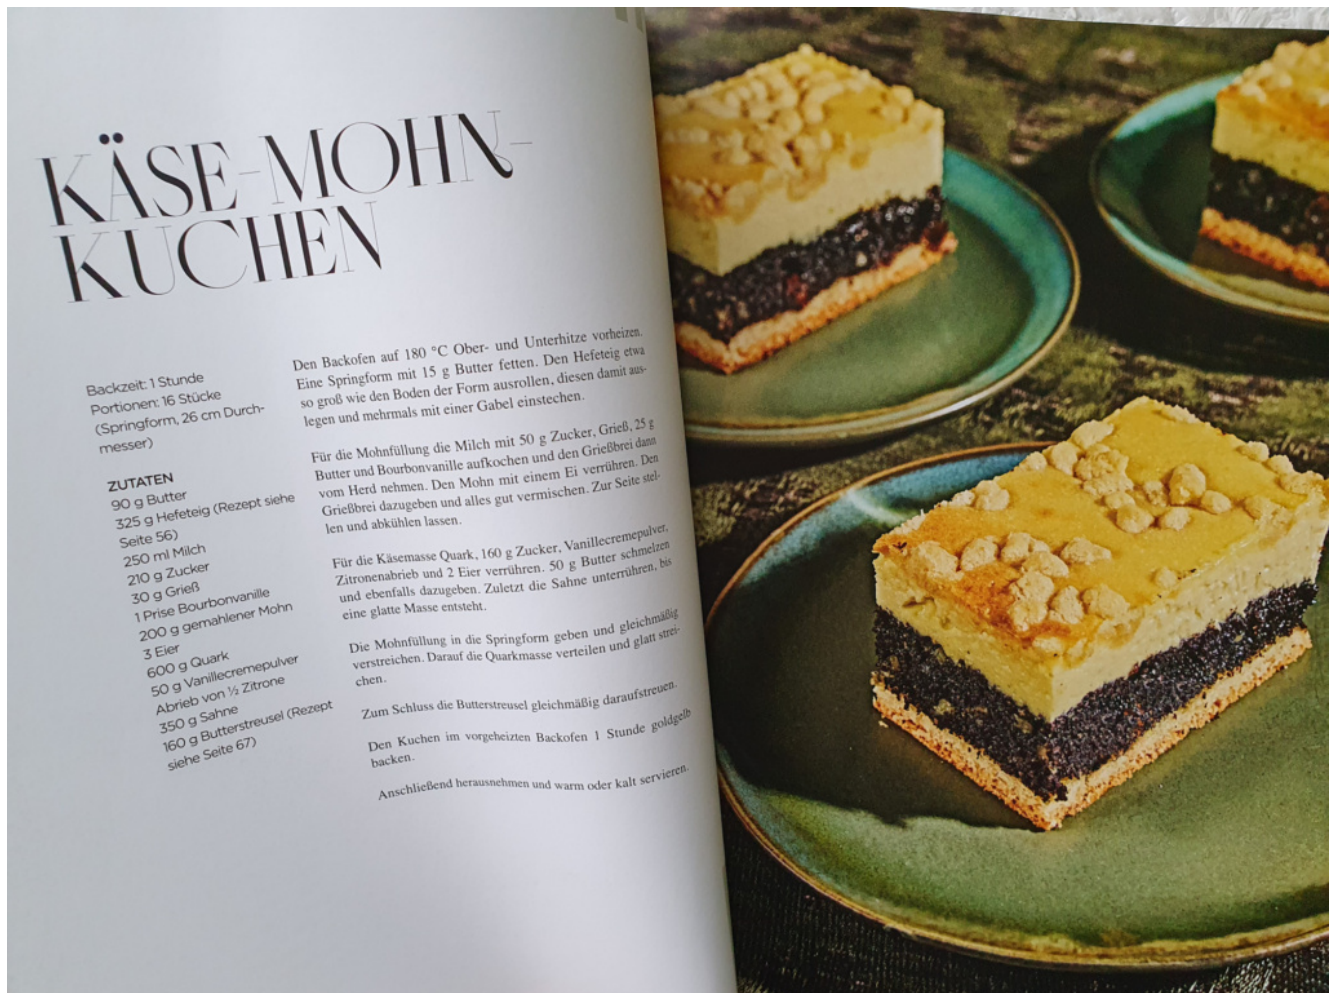 KÄSE-MOHN-
KUCHEN
Backzeit: 1 Stunde
Portionen: 16 Stücke
(Springform, 26 cm Durch-
messer)
ZUTATEN
90 g Butter
325 g Hefeteig (Rezept siehe
Seite 56)
250 ml Milch
210 g Zucker
30 g Grieß
1 Prise Bourbonvanille
200 g gemahlener Mohn
3 Eier
600 g Quark
50 g Vanillecremepulver
Abrieb von ½ Zitrone
350 g Sahne
160 g Butterstreusel (Rezept
siehe Seite 67)
Den Backofen auf 180 °C Ober- und Unterhitze vorheizen.
Eine Springform mit 15 g Butter fetten. Den Hefeteig etwa
so groß wie den Boden der Form ausrollen, diesen damit aus-
legen und mehrmals mit einer Gabel einstechen.
Für die Mohnfüllung die Milch mit 50 g Zucker, Grieß, 25 g
Butter und Bourbonvanille aufkochen und den Grießbrei dann
vom Herd nehmen. Den Mohn mit einem Ei verrühren. Den
Grießbrei dazugeben und alles gut vermischen. Zur Seite stel-
len und abkühlen lassen.
Für die Käsemasse Quark, 160 g Zucker, Vanillecremepulver,
Zitronenabrieb und 2 Eier verrühren. 50 g Butter schmelzen
und ebenfalls dazugeben. Zuletzt die Sahne unterrühren, bis
eine glatte Masse entsteht.
Die Mohnfüllung in die Springform geben und gleichmäßig
verstreichen. Darauf die Quarkmasse verteilen und glatt strei-
chen.
Zum Schluss die Butterstreusel gleichmäßig daraufstreuen.
Den Kuchen im vorgeheizten Backofen 1 Stunde goldgelb
backen.
Anschließend herausnehmen und warm oder kalt servieren.